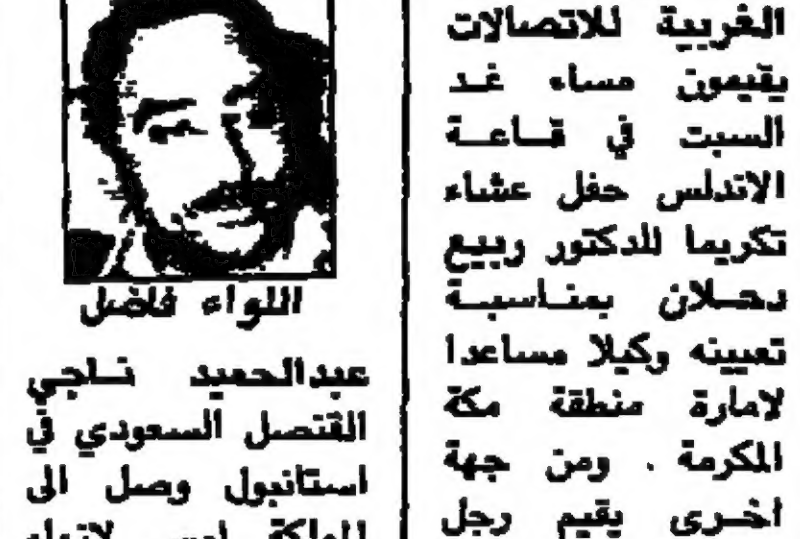 الغربية للاتصالات
يقيمون مساء غد
السبت في قاعة
الاندلس حفل عشاء
تكريما للدكتور ربيع
دحلان بمناسبة
تعيينه وكيلا مساعدا
لامارة منطقة مكة
المكرمة . ومن جهة
اخرى يقيم رجل
اللواء فاضل
عبدالحميد ناجي
القنصل السعودي في
استانبول وصل الى
المملكة امس